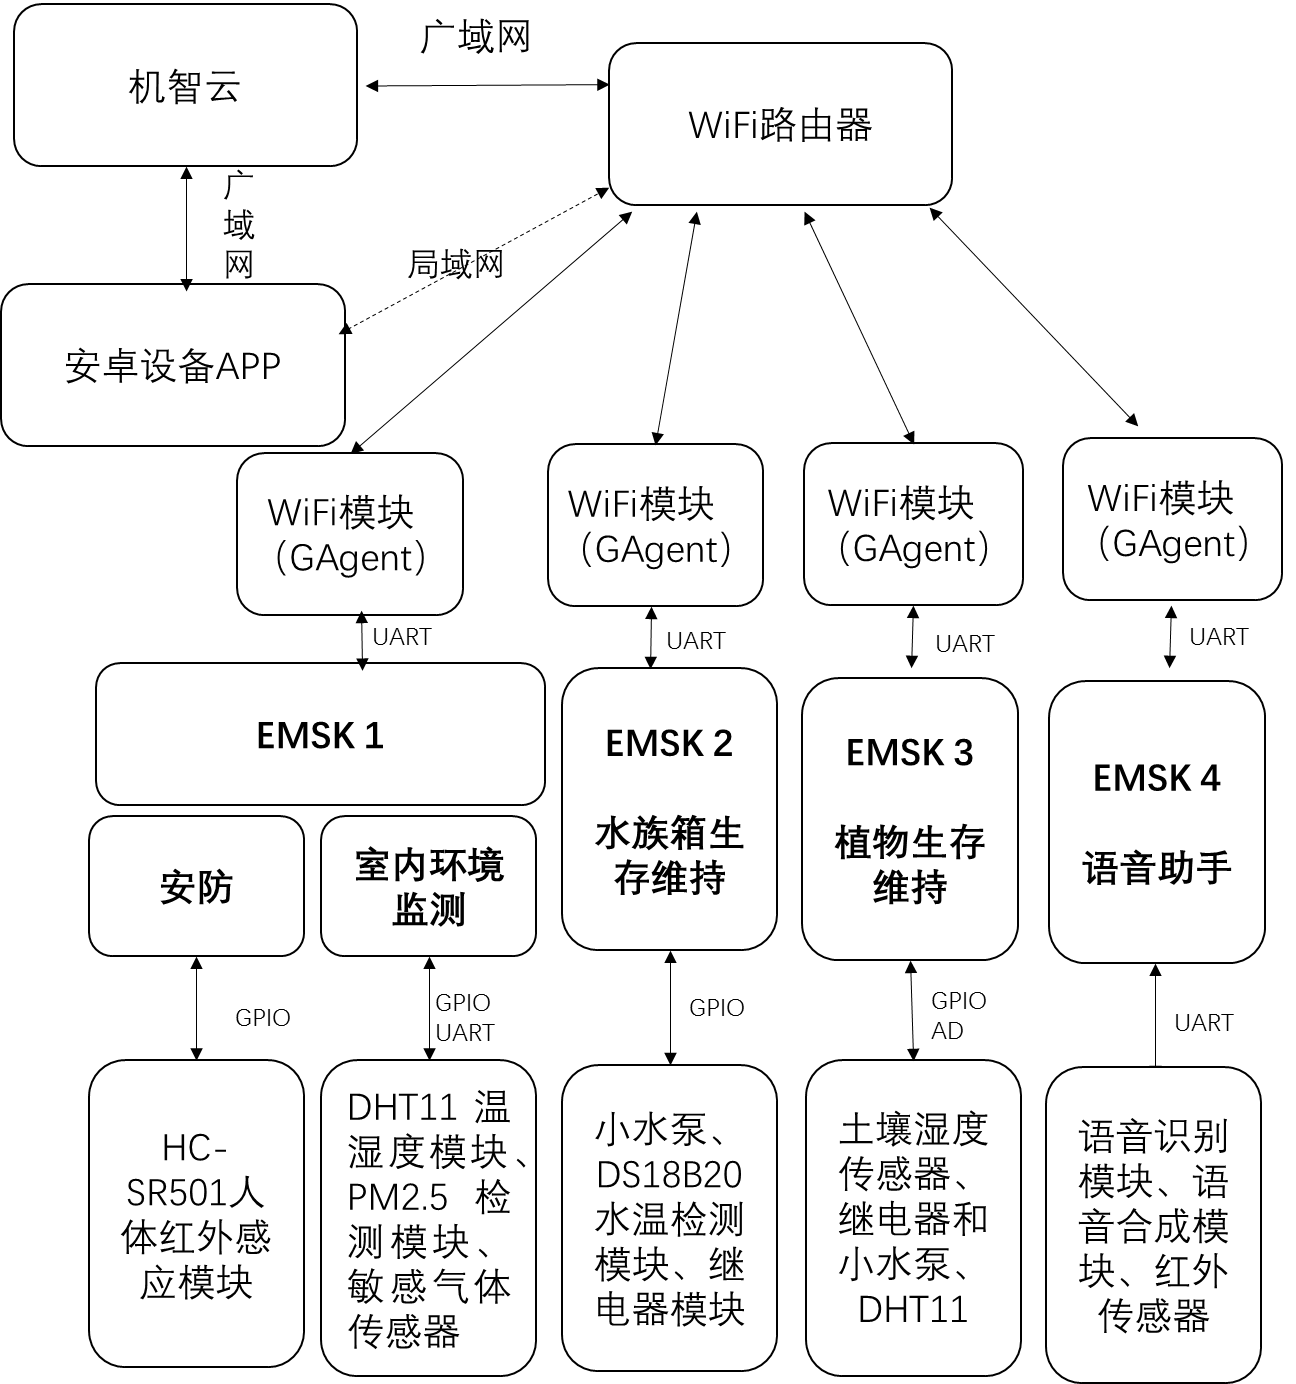 机智云
广域网
WiFi路由器
广
域
网
局域网
安卓设备APP
WiFi模块
（GAgent）
WiFi模块
（GAgent）
WiFi模块
（GAgent）
WiFi模块
（GAgent）
UART
UART
UART
UART
EMSK 1
安防
室内环境
监测
EMSK 2
水族箱生
存维持
EMSK 3
植物生存
维持
EMSK 4
语音助手
GPIO
GPIO
UART
GPIO
GPIO
AD
UART
HC-
SR501人
体红外感
应模块
DHT11 温
湿度模块、
PM2.5 检
测模块、
敏感气体
传感器
小水泵、
DS18B20
水温检测
模块、继
电器模块
土壤湿度
传感器、
继电器和
小水泵、
DHT11
语音识别
模块、语
音合成模
块、红外
传感器